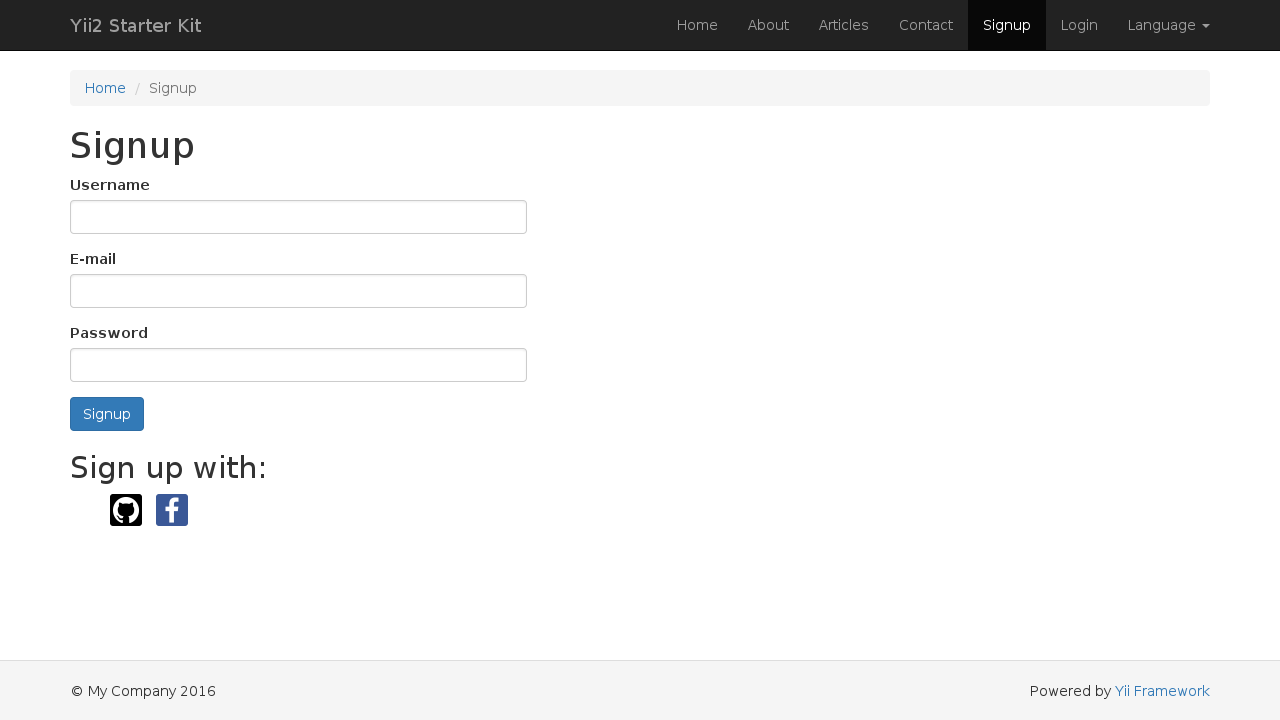 Yii2 Starter Kit Home About Articles Contact Signup Login Language
Home / Signup
Signup
Username
E-mail
Password
Signup
Sign up with:
© My Company 2016 Powered by Yii Framework